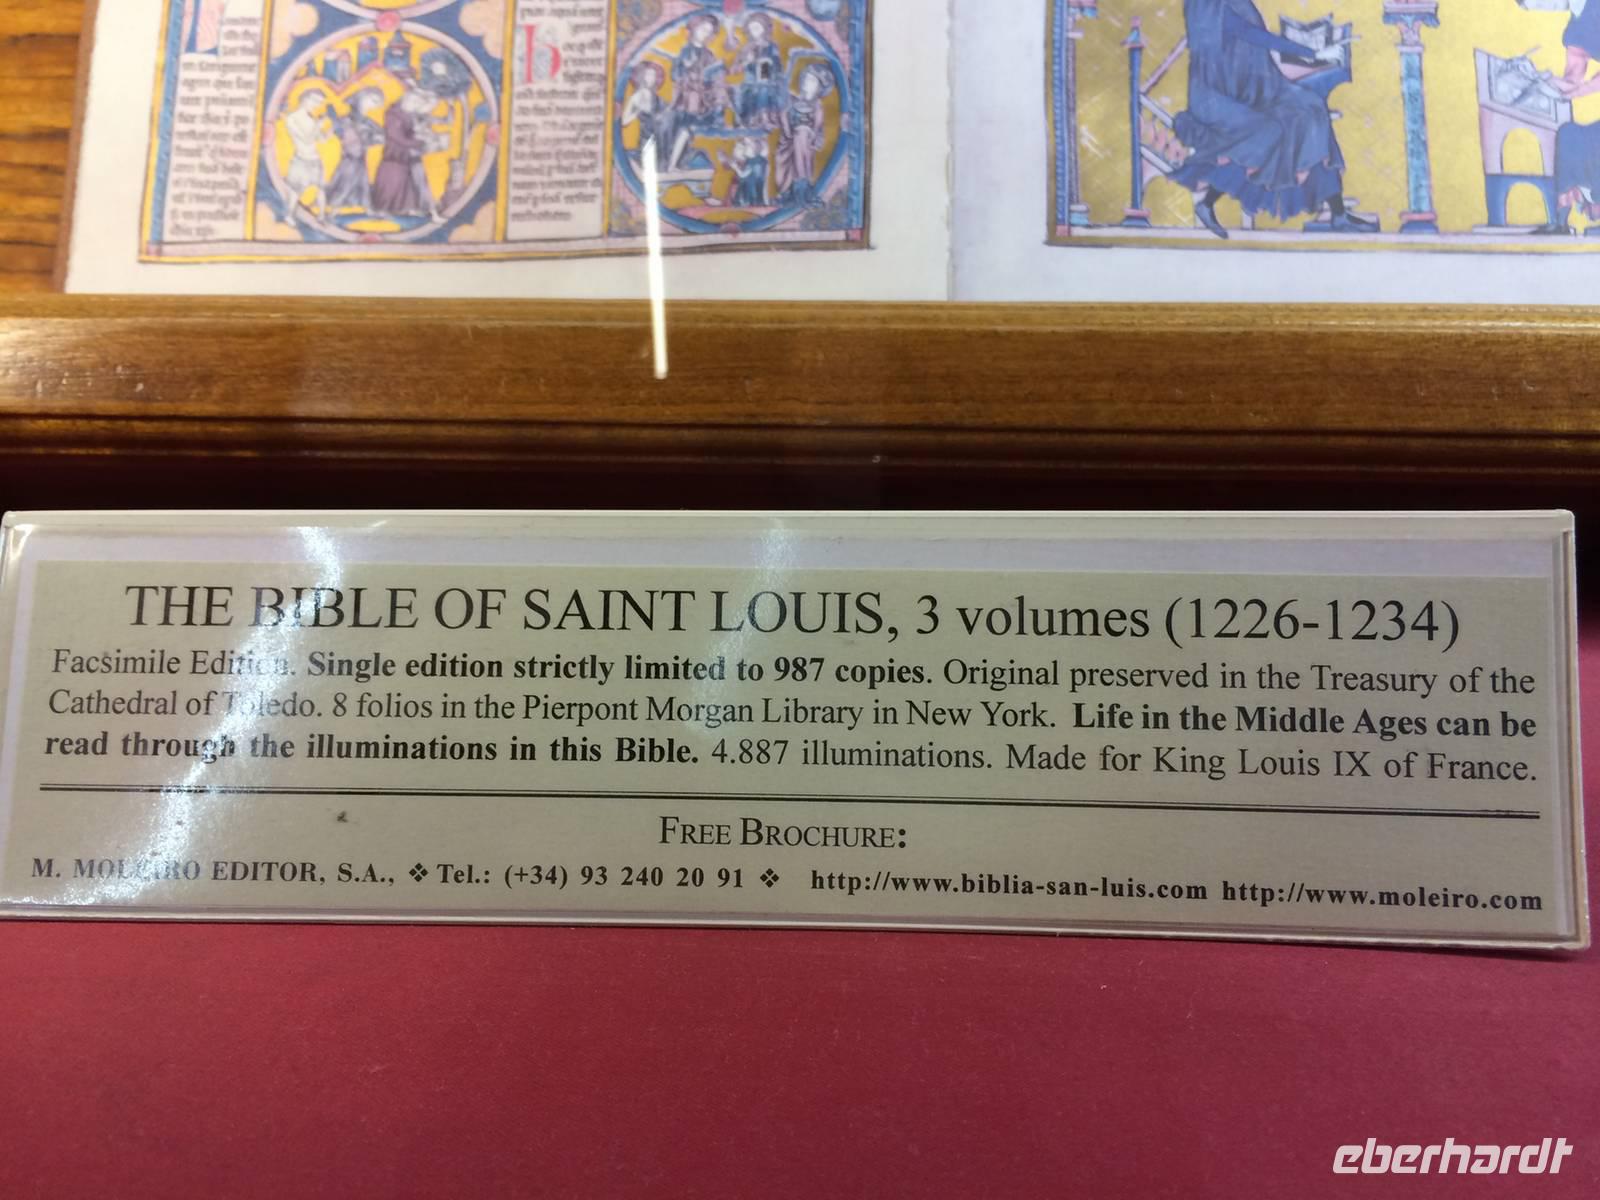 THE BIBLE OF SAINT LOUIS, 3 volumes (1226-1234)
Facsimile Edition. Single edition strictly limited to 987 copies. Original preserved in the Treasury of the
Cathedral of Toledo. 8 folios in the Pierpont Morgan Library in New York. Life in the Middle Ages can be
read through the illuminations in this Bible. 4.887 illuminations. Made for King Louis IX of France.
FREE BROCHURE:
M. MOLEIRO EDITOR, S.A., ❖ Tel.: (+34) 93 240 20 91 ❖ http://www.biblia-san-luis.com http://www.moleiro.com
eberhardt